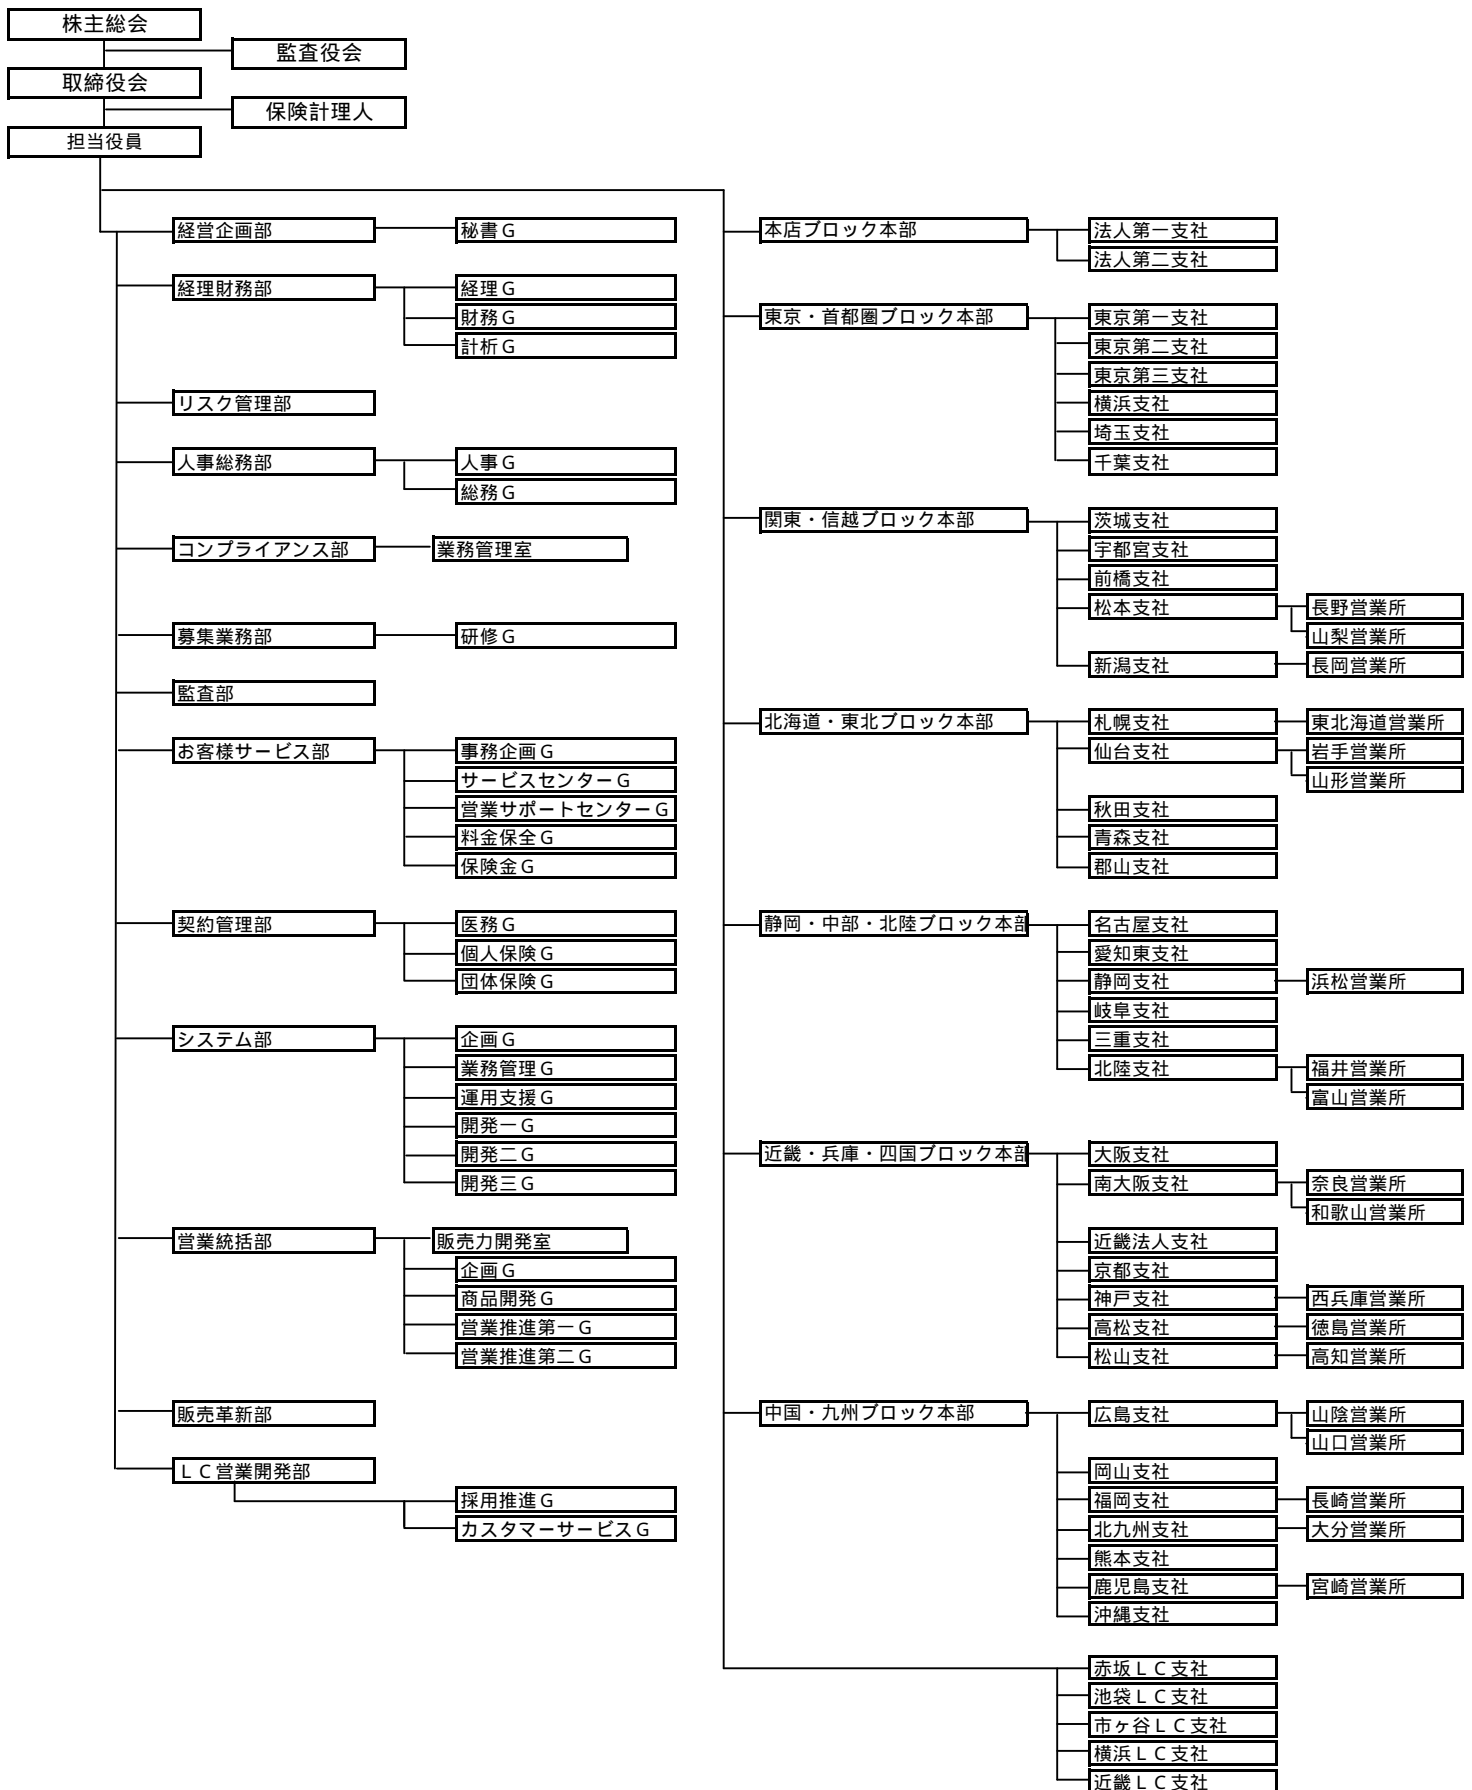 株主総会
監査役会
取締役会
保険計理人
担当役員
経営企画部
秘書Ｇ
経理財務部
経理Ｇ
財務Ｇ
計析Ｇ
リスク管理部
人事総務部
人事Ｇ
総務Ｇ
コンプライアンス部
業務管理室
募集業務部
研修Ｇ
監査部
お客様サービス部
事務企画Ｇ
サービスセンターＧ
営業サポートセンターＧ
料金保全Ｇ
保険金Ｇ
契約管理部
医務Ｇ
個人保険Ｇ
団体保険Ｇ
システム部
企画Ｇ
業務管理Ｇ
運用支援Ｇ
開発一Ｇ
開発二Ｇ
開発三Ｇ
営業統括部
販売力開発室
企画Ｇ
商品開発Ｇ
営業推進第一Ｇ
営業推進第二Ｇ
販売革新部
ＬＣ営業開発部
採用推進Ｇ
カスタマーサービスＧ
本店ブロック本部
法人第一支社
法人第二支社
東京・首都圏ブロック本部
東京第一支社
東京第二支社
東京第三支社
横浜支社
埼玉支社
千葉支社
関東・信越ブロック本部
茨城支社
宇都宮支社
前橋支社
松本支社
長野営業所
山梨営業所
新潟支社
長岡営業所
北海道・東北ブロック本部
札幌支社
東北海道営業所
仙台支社
岩手営業所
山形営業所
秋田支社
青森支社
郡山支社
静岡・中部・北陸ブロック本部
名古屋支社
愛知東支社
静岡支社
浜松営業所
岐阜支社
三重支社
北陸支社
福井営業所
富山営業所
近畿・兵庫・四国ブロック本部
大阪支社
南大阪支社
奈良営業所
和歌山営業所
近畿法人支社
京都支社
神戸支社
西兵庫営業所
高松支社
徳島営業所
松山支社
高知営業所
中国・九州ブロック本部
広島支社
山陰営業所
山口営業所
岡山支社
福岡支社
長崎営業所
北九州支社
大分営業所
熊本支社
鹿児島支社
宮崎営業所
沖縄支社
赤坂ＬＣ支社
池袋ＬＣ支社
市ヶ谷ＬＣ支社
横浜ＬＣ支社
近畿ＬＣ支社